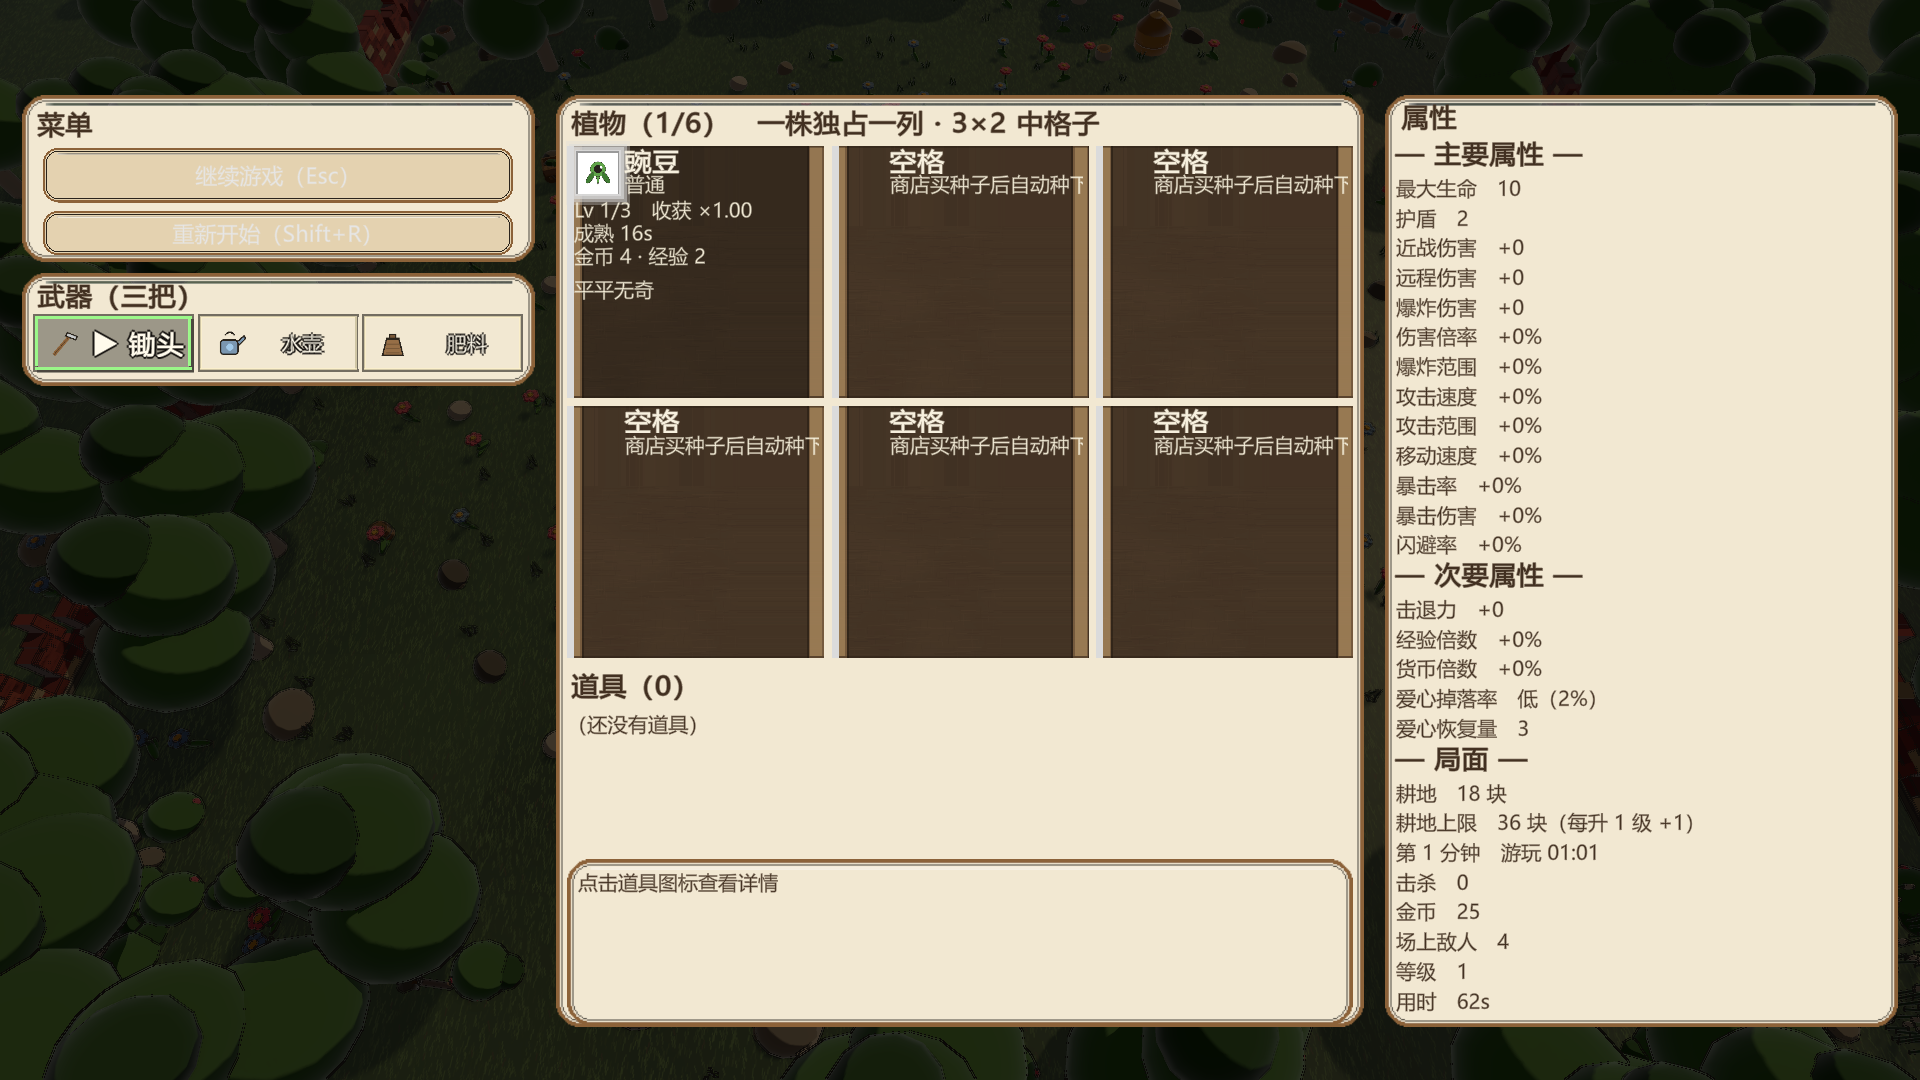 菜单
继续游戏（Esc）
重新开始（Shift+R）
武器（三把）
▶ 锄头
水壶
肥料
植物（1/6） 一株独占一列 · 3×2 中格子
豌豆
普通
Lv 1/3 收获 ×1.00
成熟 16s
金币 4 · 经验 2
平平无奇
空格
商店买种子后自动种下
空格
商店买种子后自动种下
空格
商店买种子后自动种下
空格
商店买种子后自动种下
空格
商店买种子后自动种下
道具（0）
（还没有道具）
点击道具图标查看详情
属性
— 主要属性 —
最大生命 10
护盾 2
近战伤害 +0
远程伤害 +0
爆炸伤害 +0
伤害倍率 +0%
爆炸范围 +0%
攻击速度 +0%
攻击范围 +0%
移动速度 +0%
暴击率 +0%
暴击伤害 +0%
闪避率 +0%
— 次要属性 —
击退力 +0
经验倍数 +0%
货币倍数 +0%
爱心掉落率 低（2%）
爱心恢复量 3
— 局面 —
耕地 18 块
耕地上限 36 块（每升 1 级 +1）
第 1 分钟 游玩 01:01
击杀 0
金币 25
场上敌人 4
等级 1
用时 62s